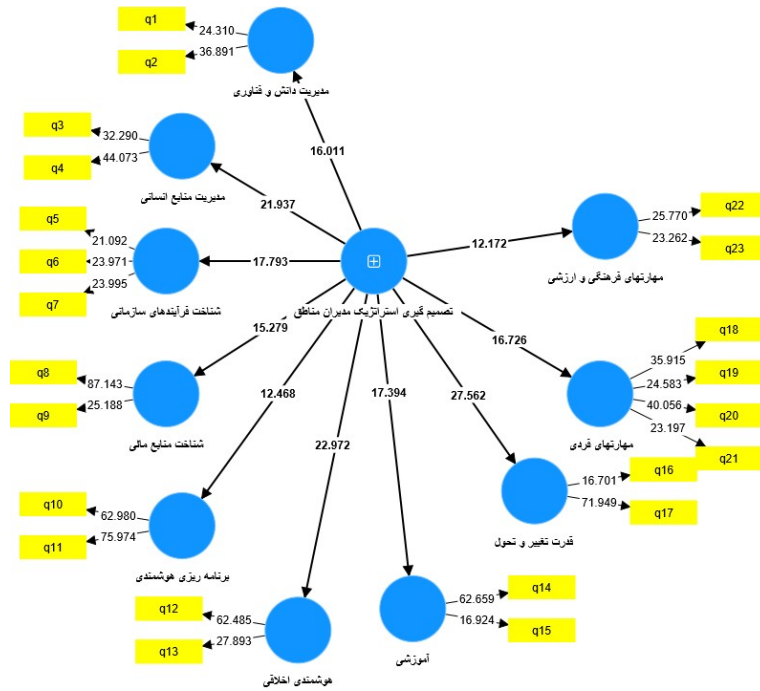 q1
24.310
q2
36.891
مدیریت دانش و فناوری
16.011
q3
32.290
q4
44.073
مدیریت منابع انسانی
21.937
q5
21.092
q6
23.971
q7
23.995
شناخت فرآیندهای سازمانی
17.793
تصمیم گیری استراتژیک مدیران مناطق
12.172
q22
25.770
q23
23.262
مهارتهای فرهنگی و ارزشی
q8
87.143
q9
25.188
شناخت منابع مالی
15.279
16.726
q18
35.915
q19
24.583
q20
40.056
q21
23.197
مهارتهای فردی
q10
62.980
q11
75.974
برنامه ریزی هوشمندی
12.468
22.972
17.394
27.562
q16
16.701
q17
71.949
قدرت تغییر و تحول
q12
62.485
q13
27.893
هوشمندی اخلاقی
q14
62.659
q15
16.924
آموزشی